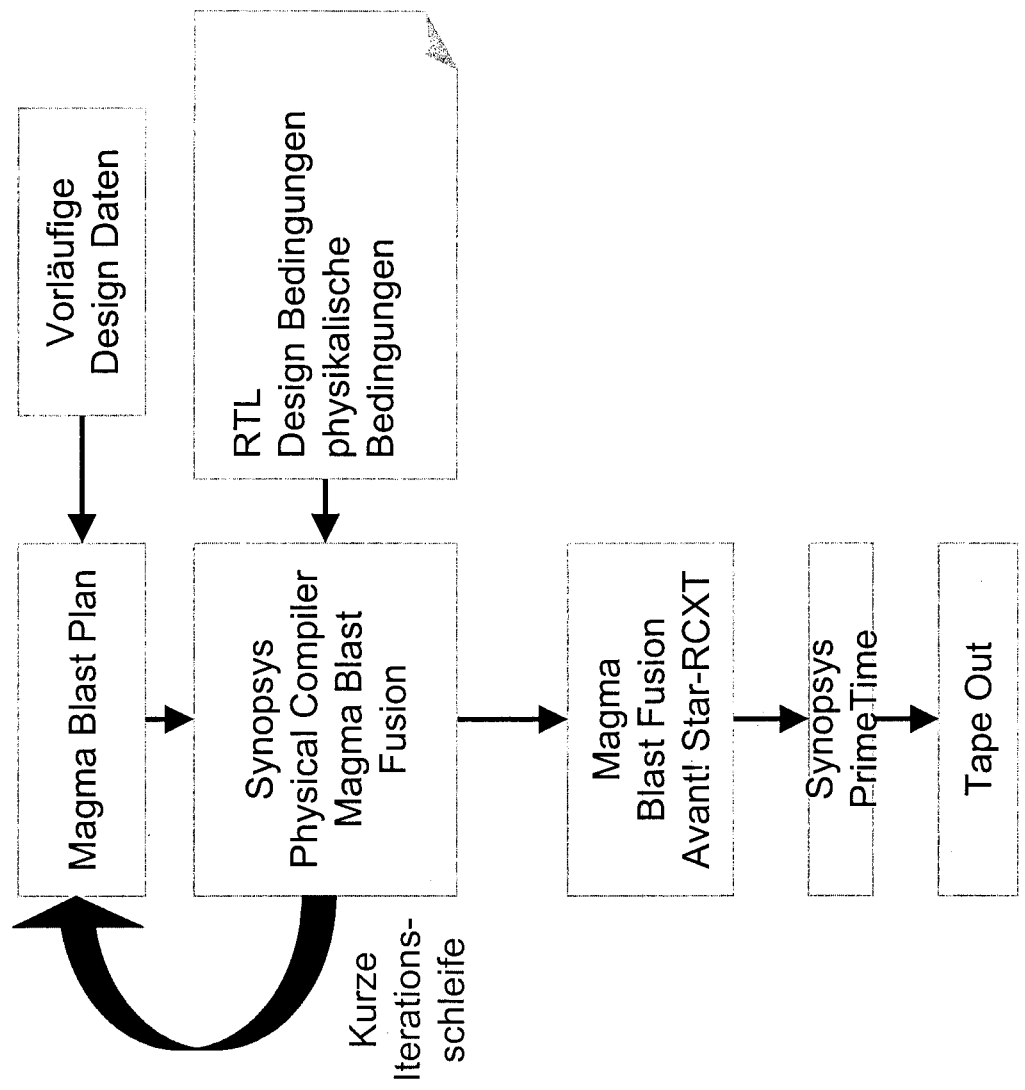 Vorläufige
Design Daten
Magma Blast Plan
RTL
Design Bedingungen
physikalische
Bedingungen
Synopsys
Physical Compiler
Magma Blast
Fusion
Kurze
Iterations-
schleife
Magma
Blast Fusion
Avant! Star-RCXT
Synopsys
PrimeTime
Tape Out